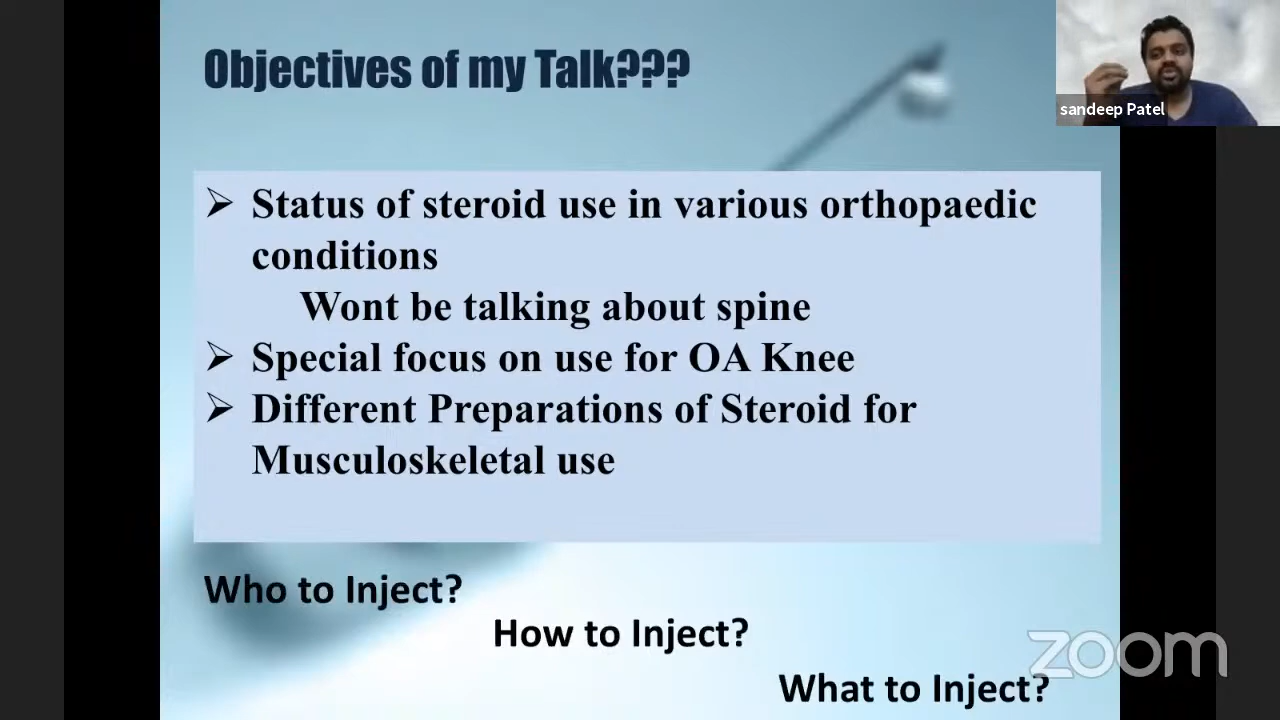 Objectives of my Talk???
sandeep Patel
➢ Status of steroid use in various orthopaedic
conditions
Wont be talking about spine
➢ Special focus on use for OA Knee
➢ Different Preparations of Steroid for
Musculoskeletal use
Who to Inject?
How to Inject?
What to Inject?
zoom